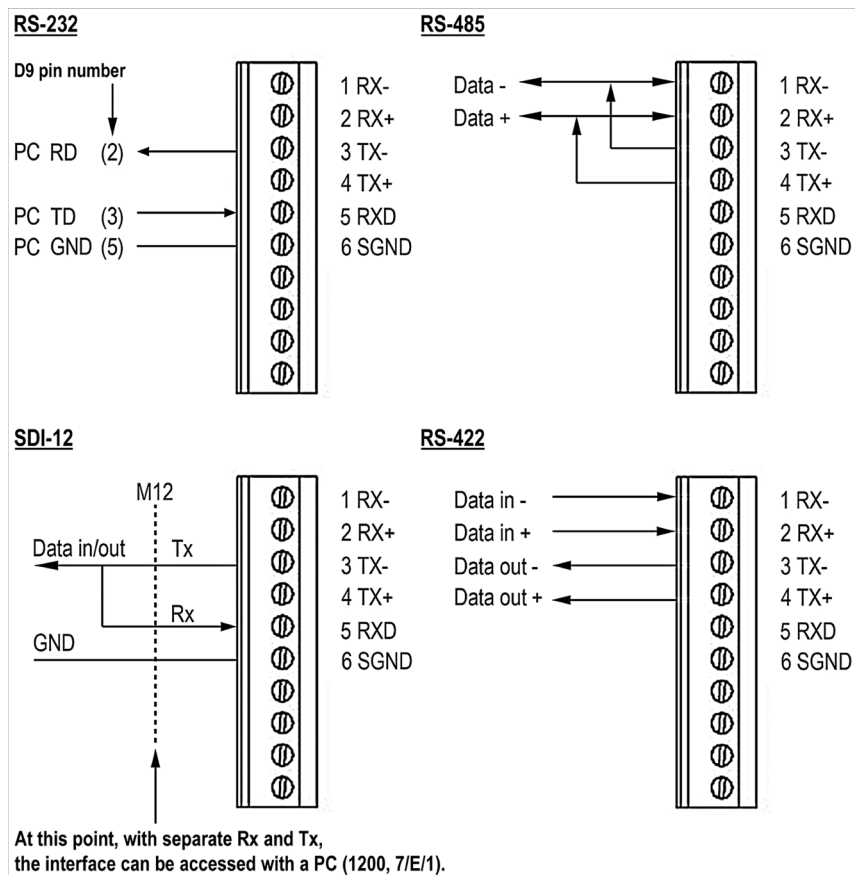 RS-232
D9 pin number
PC RD (2)
PC TD (3)
PC GND (5)
1 RX-
2 RX+
3 TX-
4 TX+
5 RXD
6 SGND
RS-485
Data -
Data +
1 RX-
2 RX+
3 TX-
4 TX+
5 RXD
6 SGND
SDI-12
M12
Data in/out
Tx
Rx
GND
1 RX-
2 RX+
3 TX-
4 TX+
5 RXD
6 SGND
At this point, with separate Rx and Tx,
the interface can be accessed with a PC (1200, 7/E/1).
RS-422
Data in -
Data in +
Data out -
Data out +
1 RX-
2 RX+
3 TX-
4 TX+
5 RXD
6 SGND